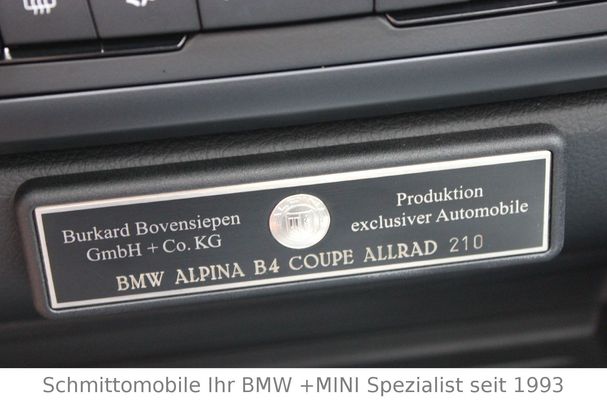 Burkard Bovensiepen
GmbH + Co. KG
Produktion
exclusiver Automobile
BMW ALPINA B4 COUPE ALLRAD 210
Schmittomobile Ihr BMW +MINI Spezialist seit 1993